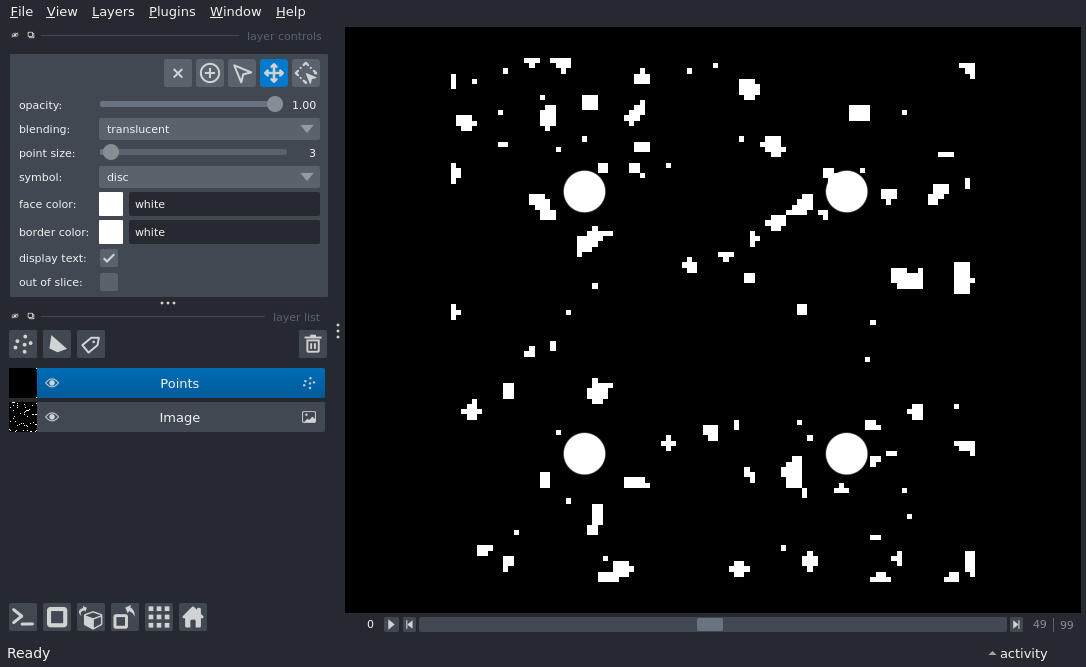 File View Layers Plugins Window Help
layer controls
opacity: 1.00
blending: translucent
point size: 3
symbol: disc
face color: white
border color: white
display text:
out of slice:
layer list
Points
Image
0 49 | 99
Ready activity